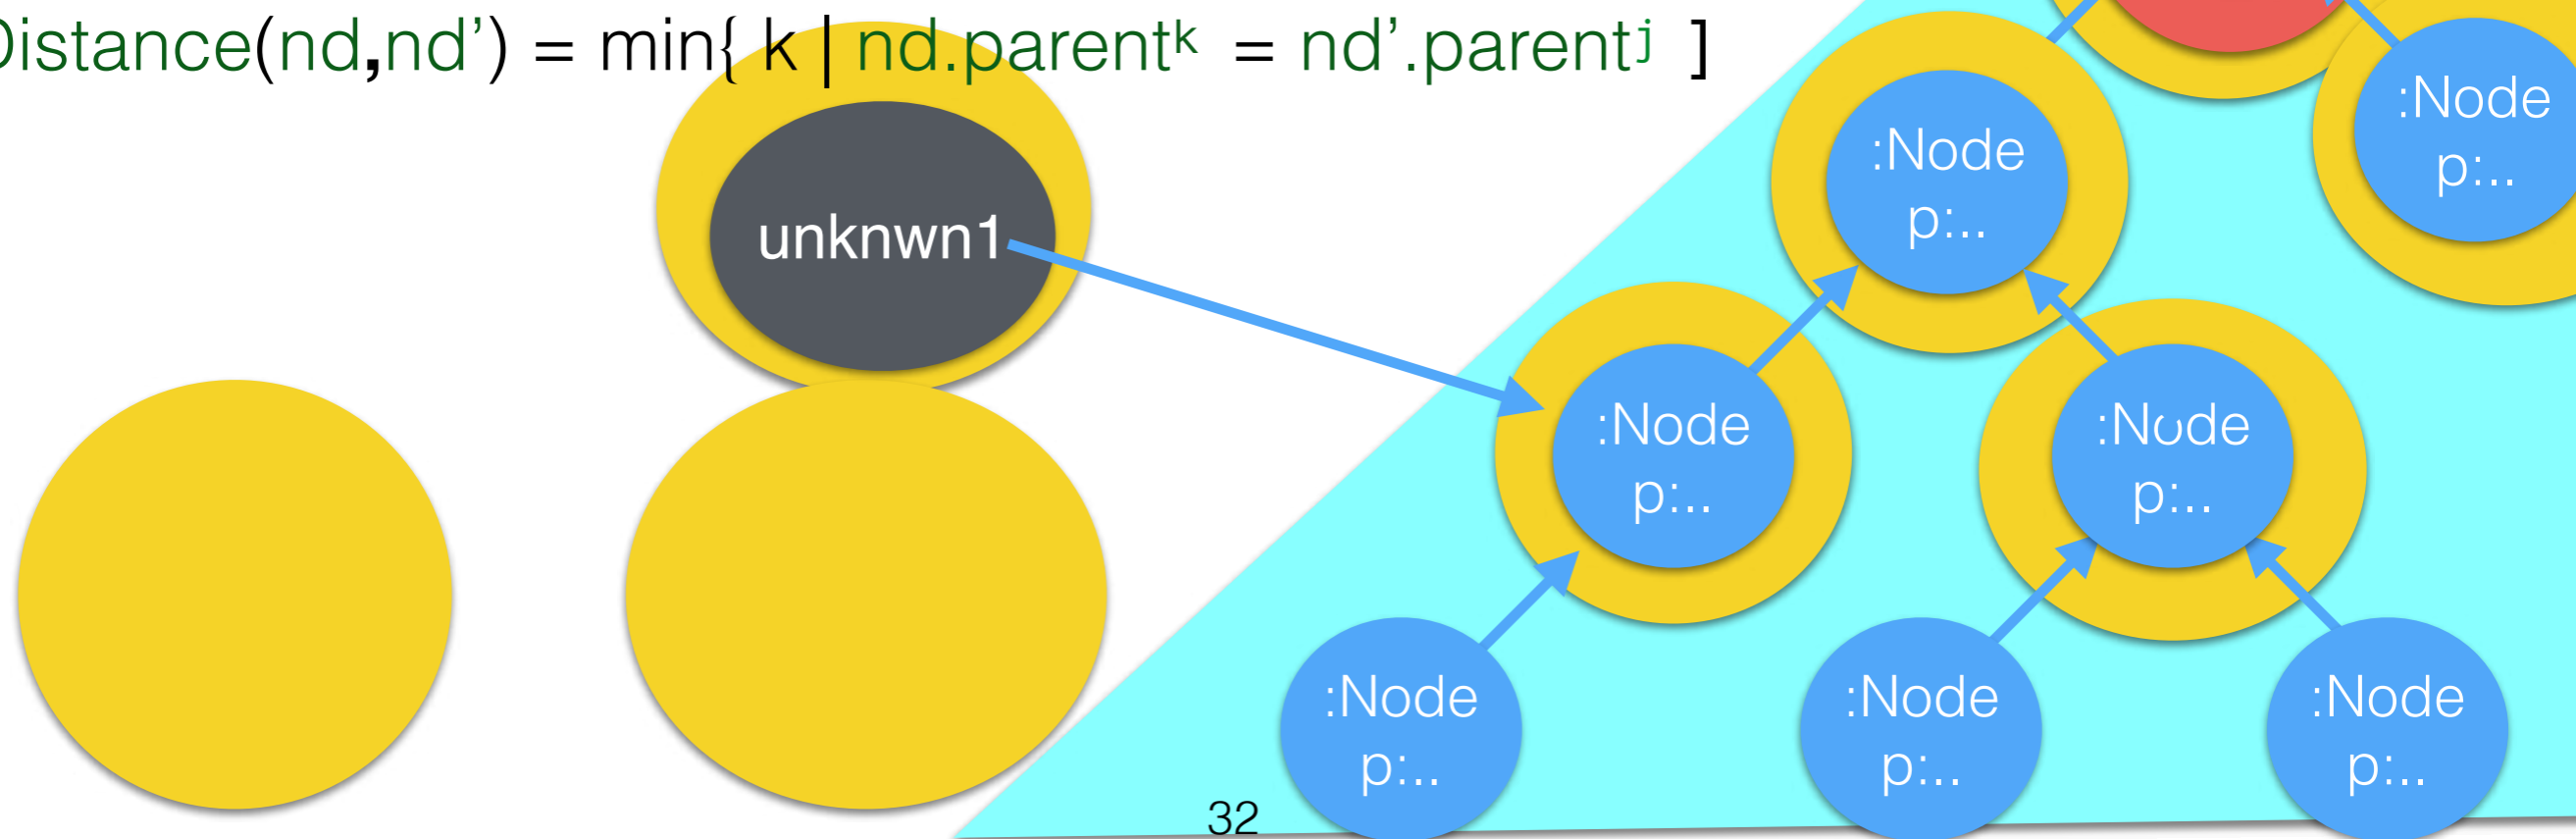 Distance(nd,nd’) = min{ k | nd.parentᵏ = nd’.parentʲ ]
:Node
p:..
:Node
p:..
unknwn1
:Node
p:..
:Node
p:..
:Node
p:..
:Node
p:..
:Node
p:..
32